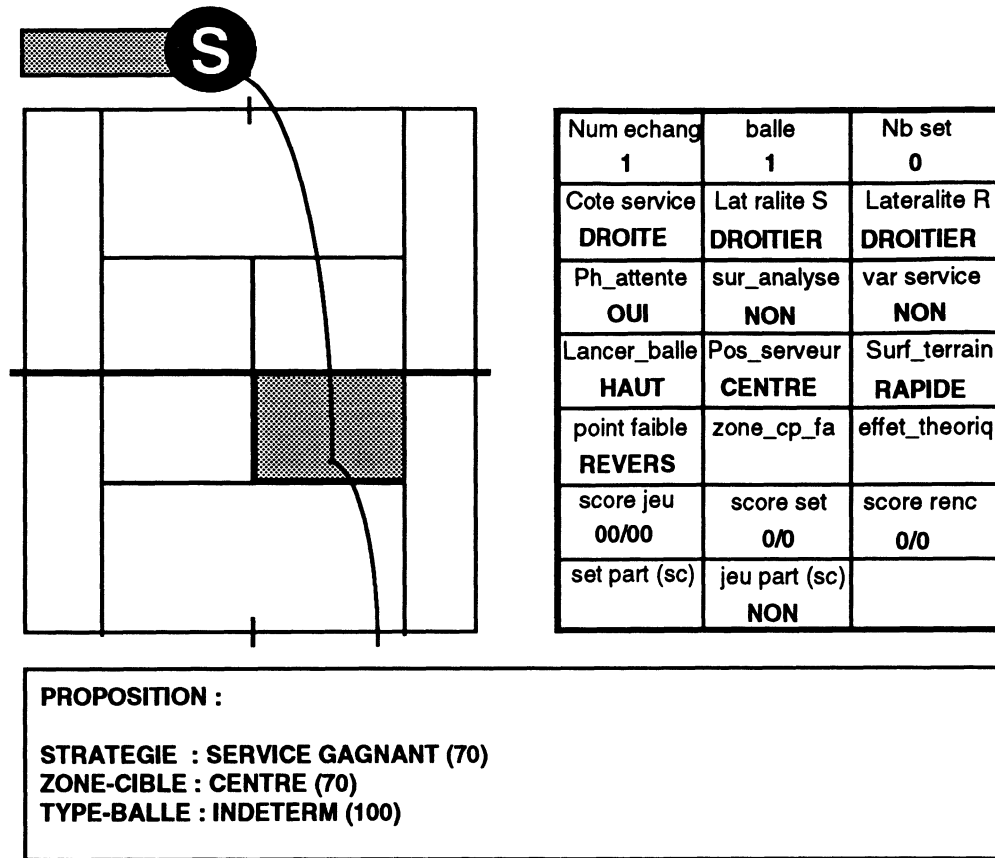 S
Num echang balle Nb set
1 1 0
Cote service Lat ralite S Lateralite R
DROITE DROITIER DROITIER
Ph_attente sur_analyse var service
OUI NON NON
Lancer_balle Pos_serveur Surf_terrain
HAUT CENTRE RAPIDE
point faible zone_cp_fa effet_theoriq
REVERS
score jeu score set score renc
00/00 0/0 0/0
set part (sc) jeu part (sc)
NON
PROPOSITION :
STRATEGIE : SERVICE GAGNANT (70)
ZONE-CIBLE : CENTRE (70)
TYPE-BALLE : INDETERM (100)